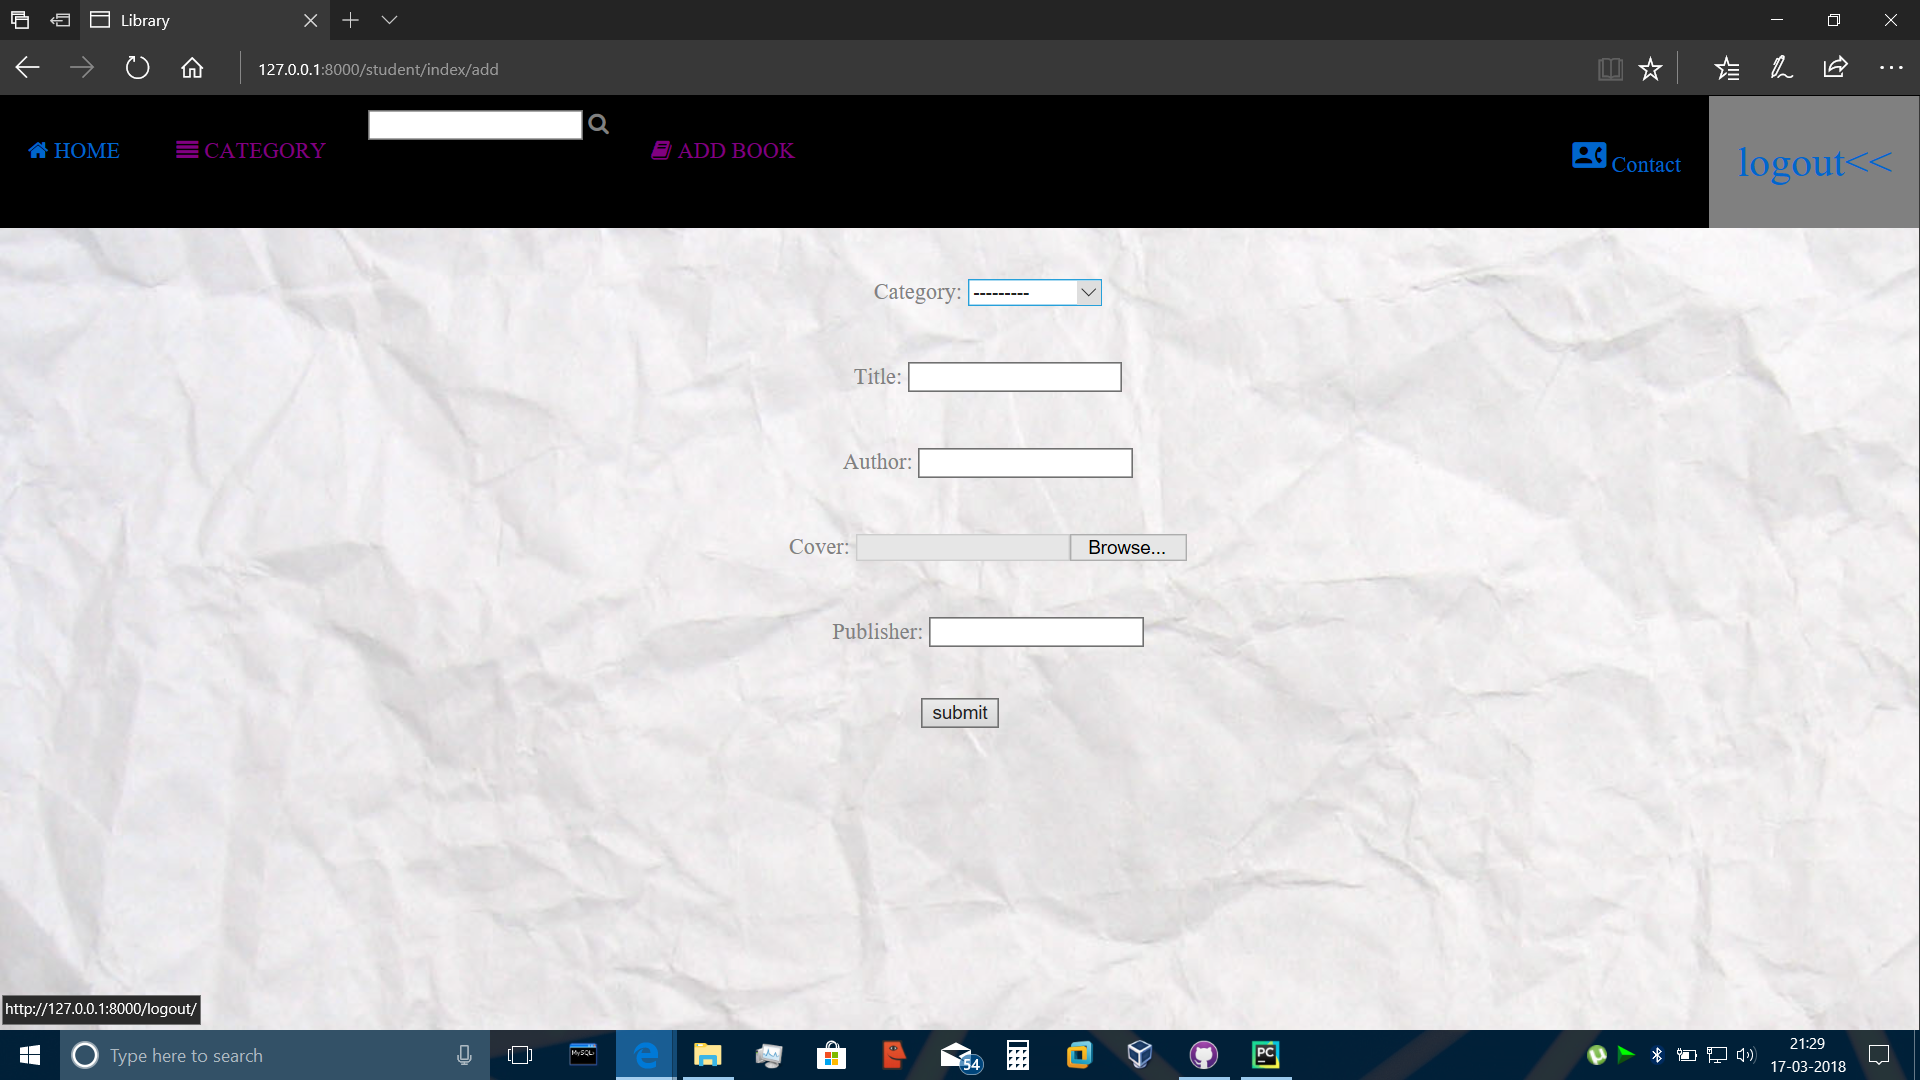 Library
127.0.0.1:8000/student/index/add
HOME
CATEGORY
ADD BOOK
Contact
logout<<
Category: ---------
Title:
Author:
Cover: Browse...
Publisher:
submit
http://127.0.0.1:8000/logout/
Type here to search
MySQL
54
PC
21:29
17-03-2018